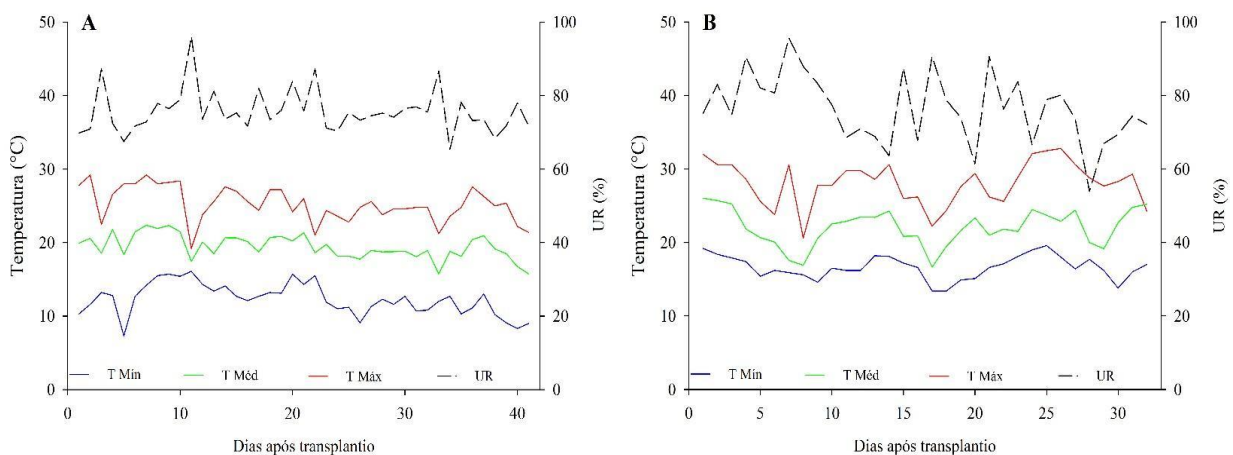 A
50
40
30
20
10
0
Temperatura (°C)
100
80
60
40
20
0
UR (%)
T Mín T Méd T Máx UR
0 10 20 30 40
Dias após transplantio
B
50
40
30
20
10
0
Temperatura (°C)
100
80
60
40
20
0
UR (%)
T Mín T Méd T Máx UR
0 5 10 15 20 25 30
Dias após transplantio